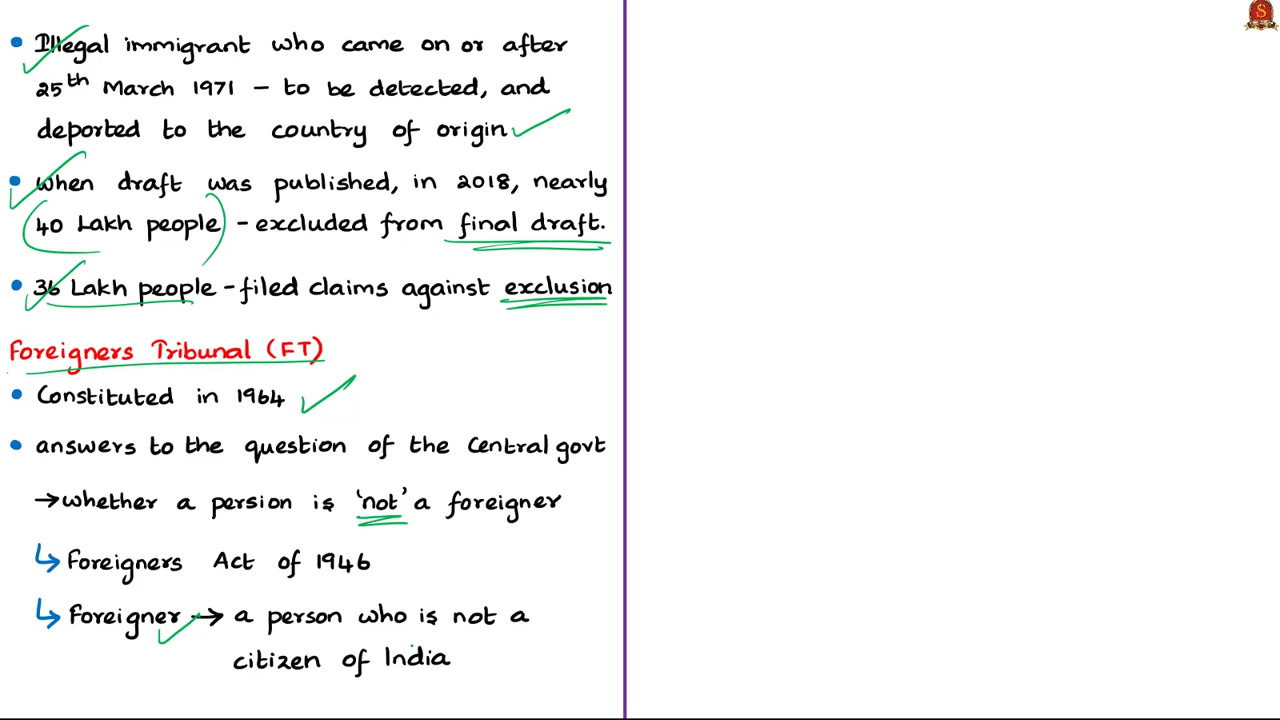 • Illegal immigrant who came on or after
25th March 1971 – to be detected, and
deported to the country of origin
• When draft was published, in 2018, nearly
40 Lakh people – excluded from final draft.
• 36 Lakh people – filed claims against exclusion
Foreigners Tribunal (FT)
• Constituted in 1964
• answers to the question of the Central govt
→ whether a persion is 'not' a foreigner
↳ Foreigners Act of 1946
↳ Foreigner → a person who is not a
citizen of India